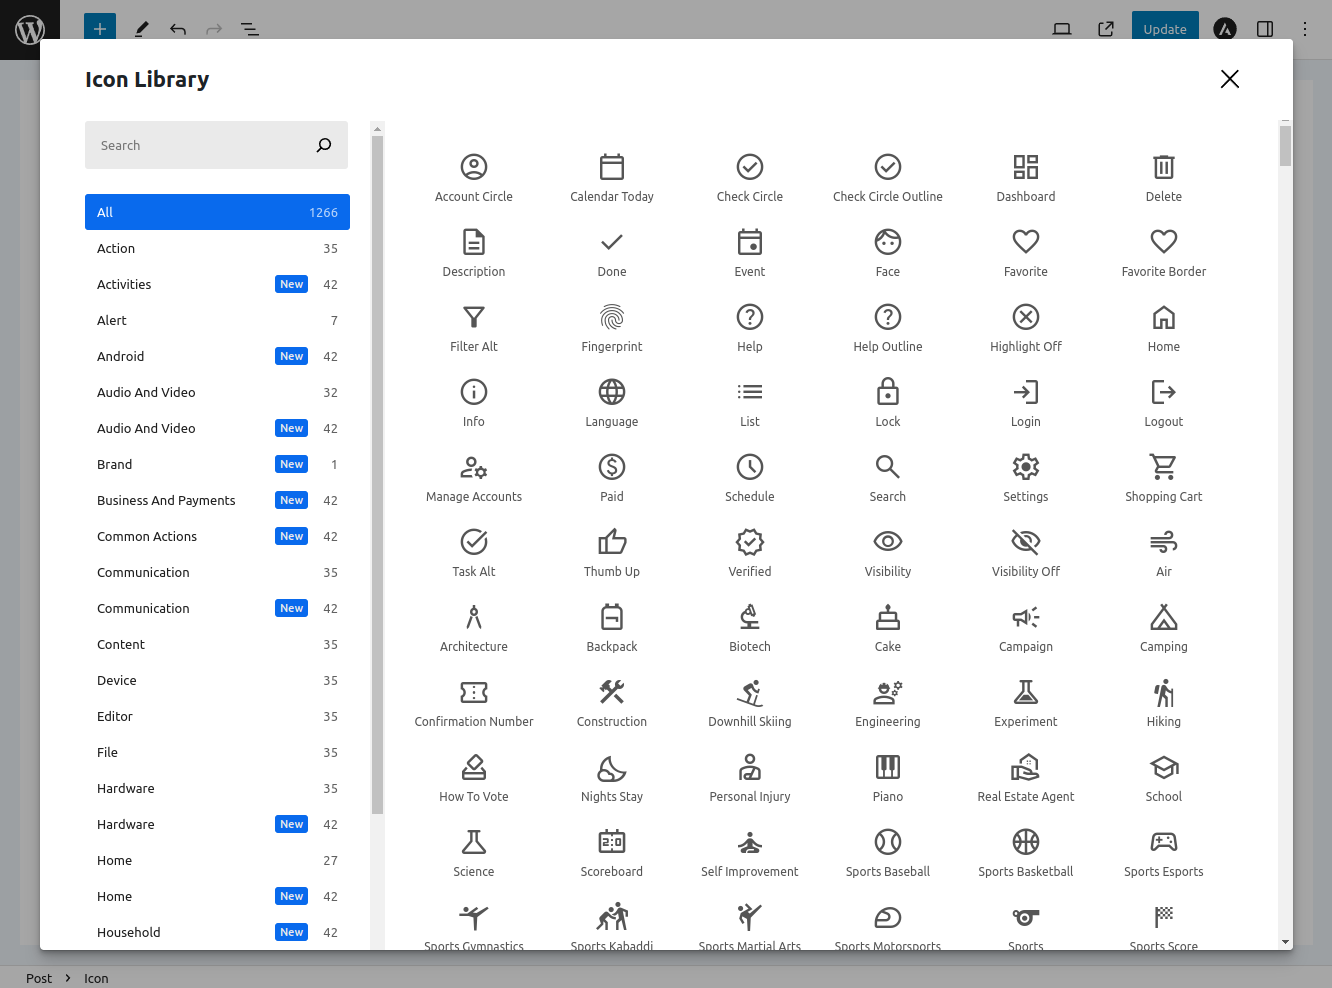 Update
Icon Library
Search
All 1266
Action 35
Activities New 42
Alert 7
Android New 42
Audio And Video 32
Audio And Video New 42
Brand New 1
Business And Payments New 42
Common Actions New 42
Communication 35
Communication New 42
Content 35
Device 35
Editor 35
File 35
Hardware 35
Hardware New 42
Home 27
Home New 42
Household New 42
Account Circle Calendar Today Check Circle Check Circle Outline Dashboard Delete
Description Done Event Face Favorite Favorite Border
Filter Alt Fingerprint Help Help Outline Highlight Off Home
Info Language List Lock Login Logout
Manage Accounts Paid Schedule Search Settings Shopping Cart
Task Alt Thumb Up Verified Visibility Visibility Off Air
Architecture Backpack Biotech Cake Campaign Camping
Confirmation Number Construction Downhill Skiing Engineering Experiment Hiking
How To Vote Nights Stay Personal Injury Piano Real Estate Agent School
Science Scoreboard Self Improvement Sports Baseball Sports Basketball Sports Esports
Sports Gymnastics Sports Kabaddi Sports Martial Arts Sports Motorsports Sports Sports Score
Post Icon